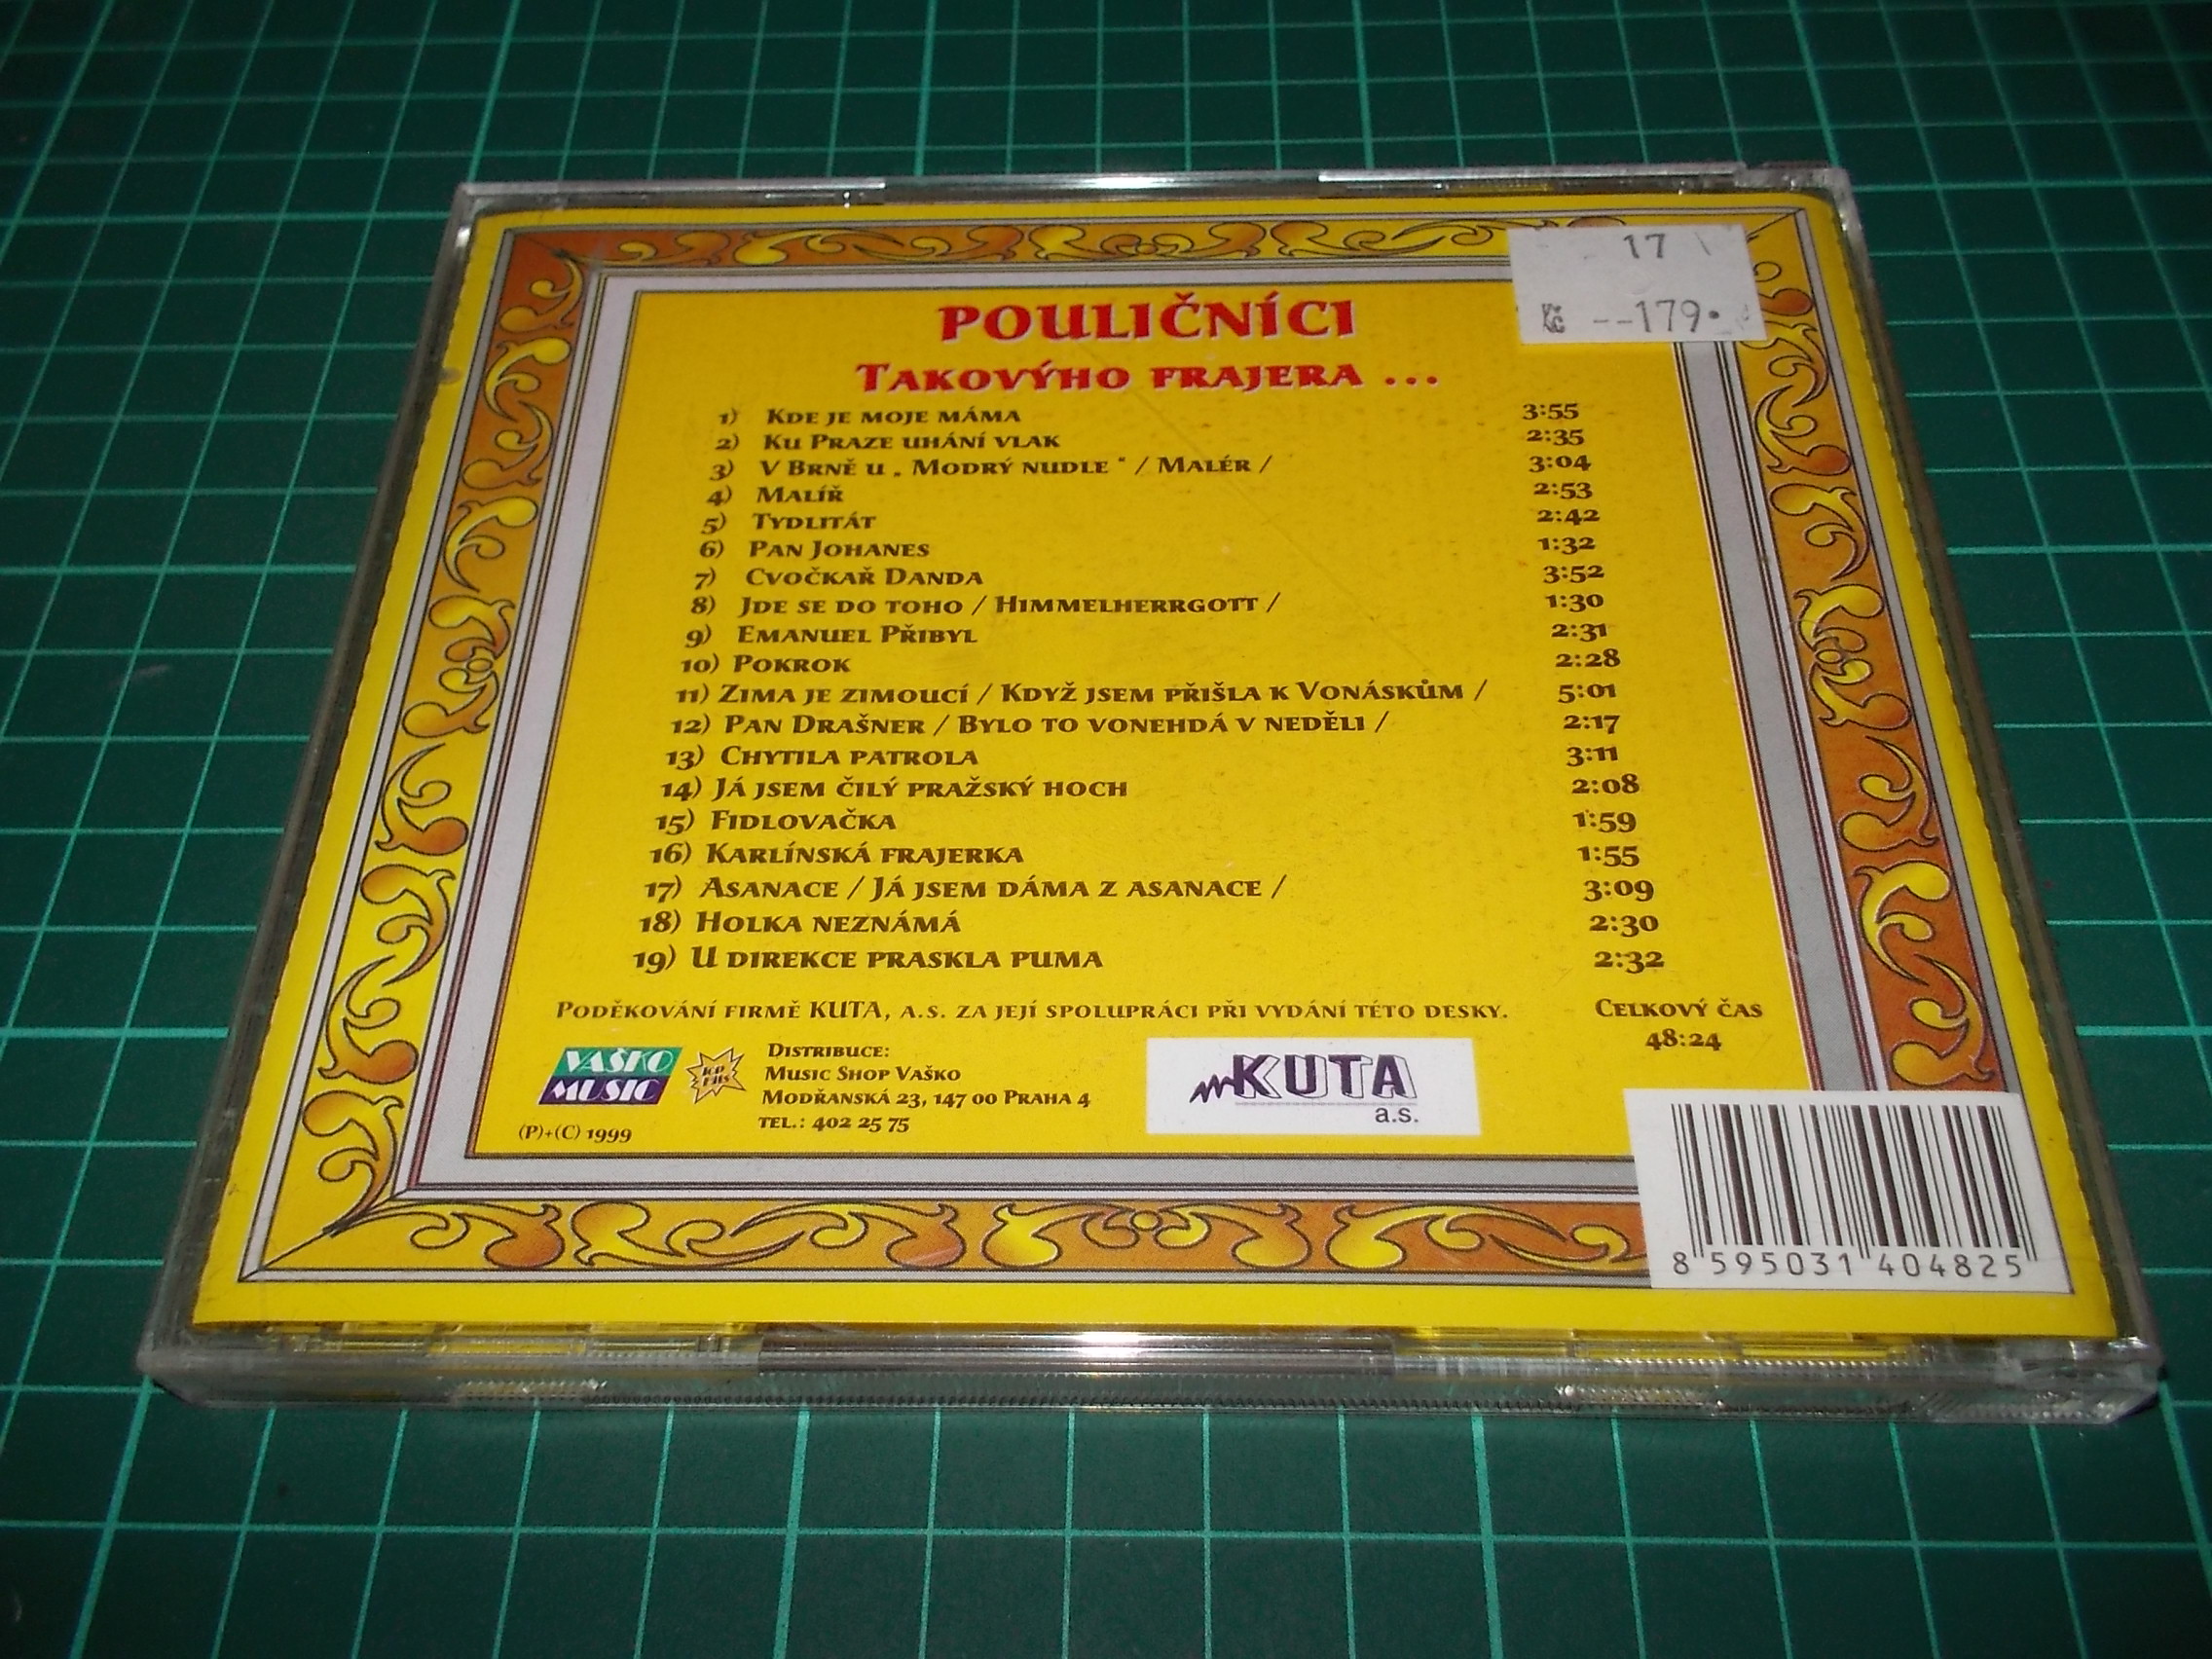 17
Kč --179.
POULIČNÍCI
TAKOVÝHO FRAJERA ...
1) KDE JE MOJE MÁMA 3:55
2) KU PRAZE UHÁNÍ VLAK 2:35
3) V BRNĚ U „ MODRÝ NUDLE “ / MALÉR / 3:04
4) MALÍŘ 2:53
5) TYDLITÁT 2:42
6) PAN JOHANES 1:32
7) CVOČKAŘ DANDA 3:52
8) JDE SE DO TOHO / HIMMELHERRGOTT / 1:30
9) EMANUEL PŘIBYL 2:31
10) POKROK 2:28
11) ZIMA JE ZIMOUCÍ / KDYŽ JSEM PŘIŠLA K VONÁSKŮM / 5:01
12) PAN DRAŠNER / BYLO TO VONEHDÁ V NEDĚLI / 2:17
13) CHYTILA PATROLA 3:11
14) JÁ JSEM ČILÝ PRAŽSKÝ HOCH 2:08
15) FIDLOVAČKA 1:59
16) KARLÍNSKÁ FRAJERKA 1:55
17) ASANACE / JÁ JSEM DÁMA Z ASANACE / 3:09
18) HOLKA NEZNÁMÁ 2:30
19) U DIREKCE PRASKLA PUMA 2:32
PODĚKOVÁNÍ FIRMĚ KUTA, A.S. ZA JEJÍ SPOLUPRÁCI PŘI VYDÁNÍ TÉTO DESKY.
CELKOVÝ ČAS
48:24
VAŠKO
MUSIC
TOP
HITS
DISTRIBUCE:
MUSIC SHOP VAŠKO
MODŘANSKÁ 23, 147 00 PRAHA 4
TEL.: 402 25 75
(P)+(C) 1999
KUTA
a.s.
8 595031 404825